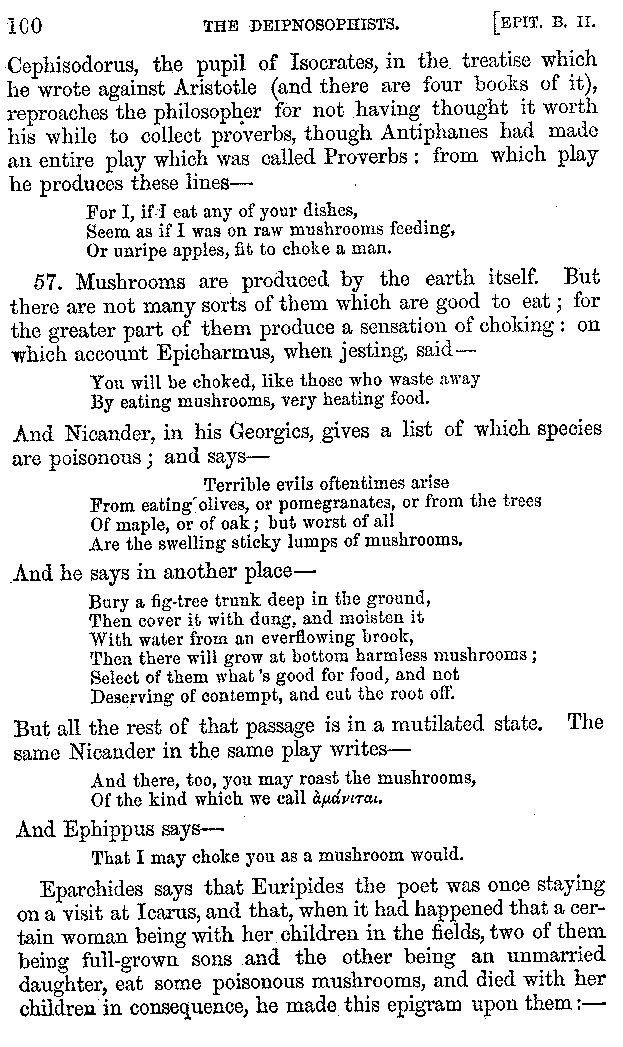 100 THE DEIPNOSOPHISTS. [EPIT. B. II.
Cephisodorus, the pupil of Isocrates, in the treatise which
he wrote against Aristotle (and there are four books of it),
reproaches the philosopher for not having thought it worth
his while to collect proverbs, though Antiphanes had made
an entire play which was called Proverbs : from which play
he produces these lines—
For I, if I eat any of your dishes,
Seem as if I was on raw mushrooms feeding,
Or unripe apples, fit to choke a man.
57. Mushrooms are produced by the earth itself. But
there are not many sorts of them which are good to eat ; for
the greater part of them produce a sensation of choking : on
which account Epicharmus, when jesting, said—
You will be choked, like those who waste away
By eating mushrooms, very heating food.
And Nicander, in his Georgics, gives a list of which species
are poisonous ; and says—
Terrible evils oftentimes arise
From eating olives, or pomegranates, or from the trees
Of maple, or of oak ; but worst of all
Are the swelling sticky lumps of mushrooms.
And he says in another place—
Bury a fig-tree trunk deep in the ground,
Then cover it with dung, and moisten it
With water from an everflowing brook,
Then there will grow at bottom harmless mushrooms ;
Select of them what 's good for food, and not
Deserving of contempt, and cut the root off.
But all the rest of that passage is in a mutilated state. The
same Nicander in the same play writes—
And there, too, you may roast the mushrooms,
Of the kind which we call ἀμάνιται.
And Ephippus says—
That I may choke you as a mushroom would.
Eparchides says that Euripides the poet was once staying
on a visit at Icarus, and that, when it had happened that a cer-
tain woman being with her children in the fields, two of them
being full-grown sons and the other being an unmarried
daughter, eat some poisonous mushrooms, and died with her
children in consequence, he made this epigram upon them :—